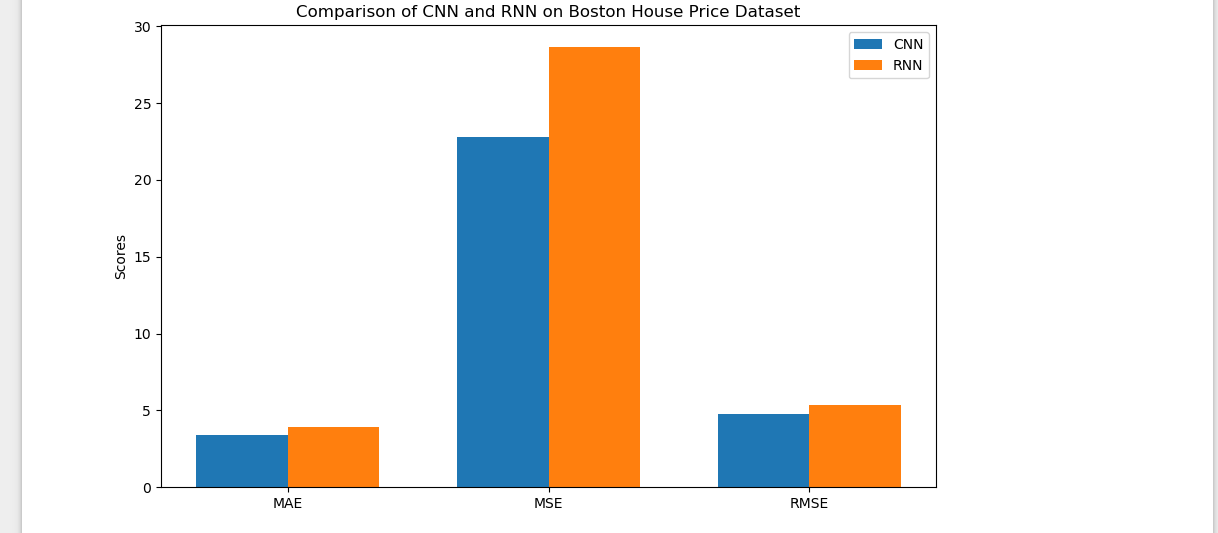 Comparison of CNN and RNN on Boston House Price Dataset
CNN
RNN
30
25
20
15
10
5
0
Scores
MAE
MSE
RMSE